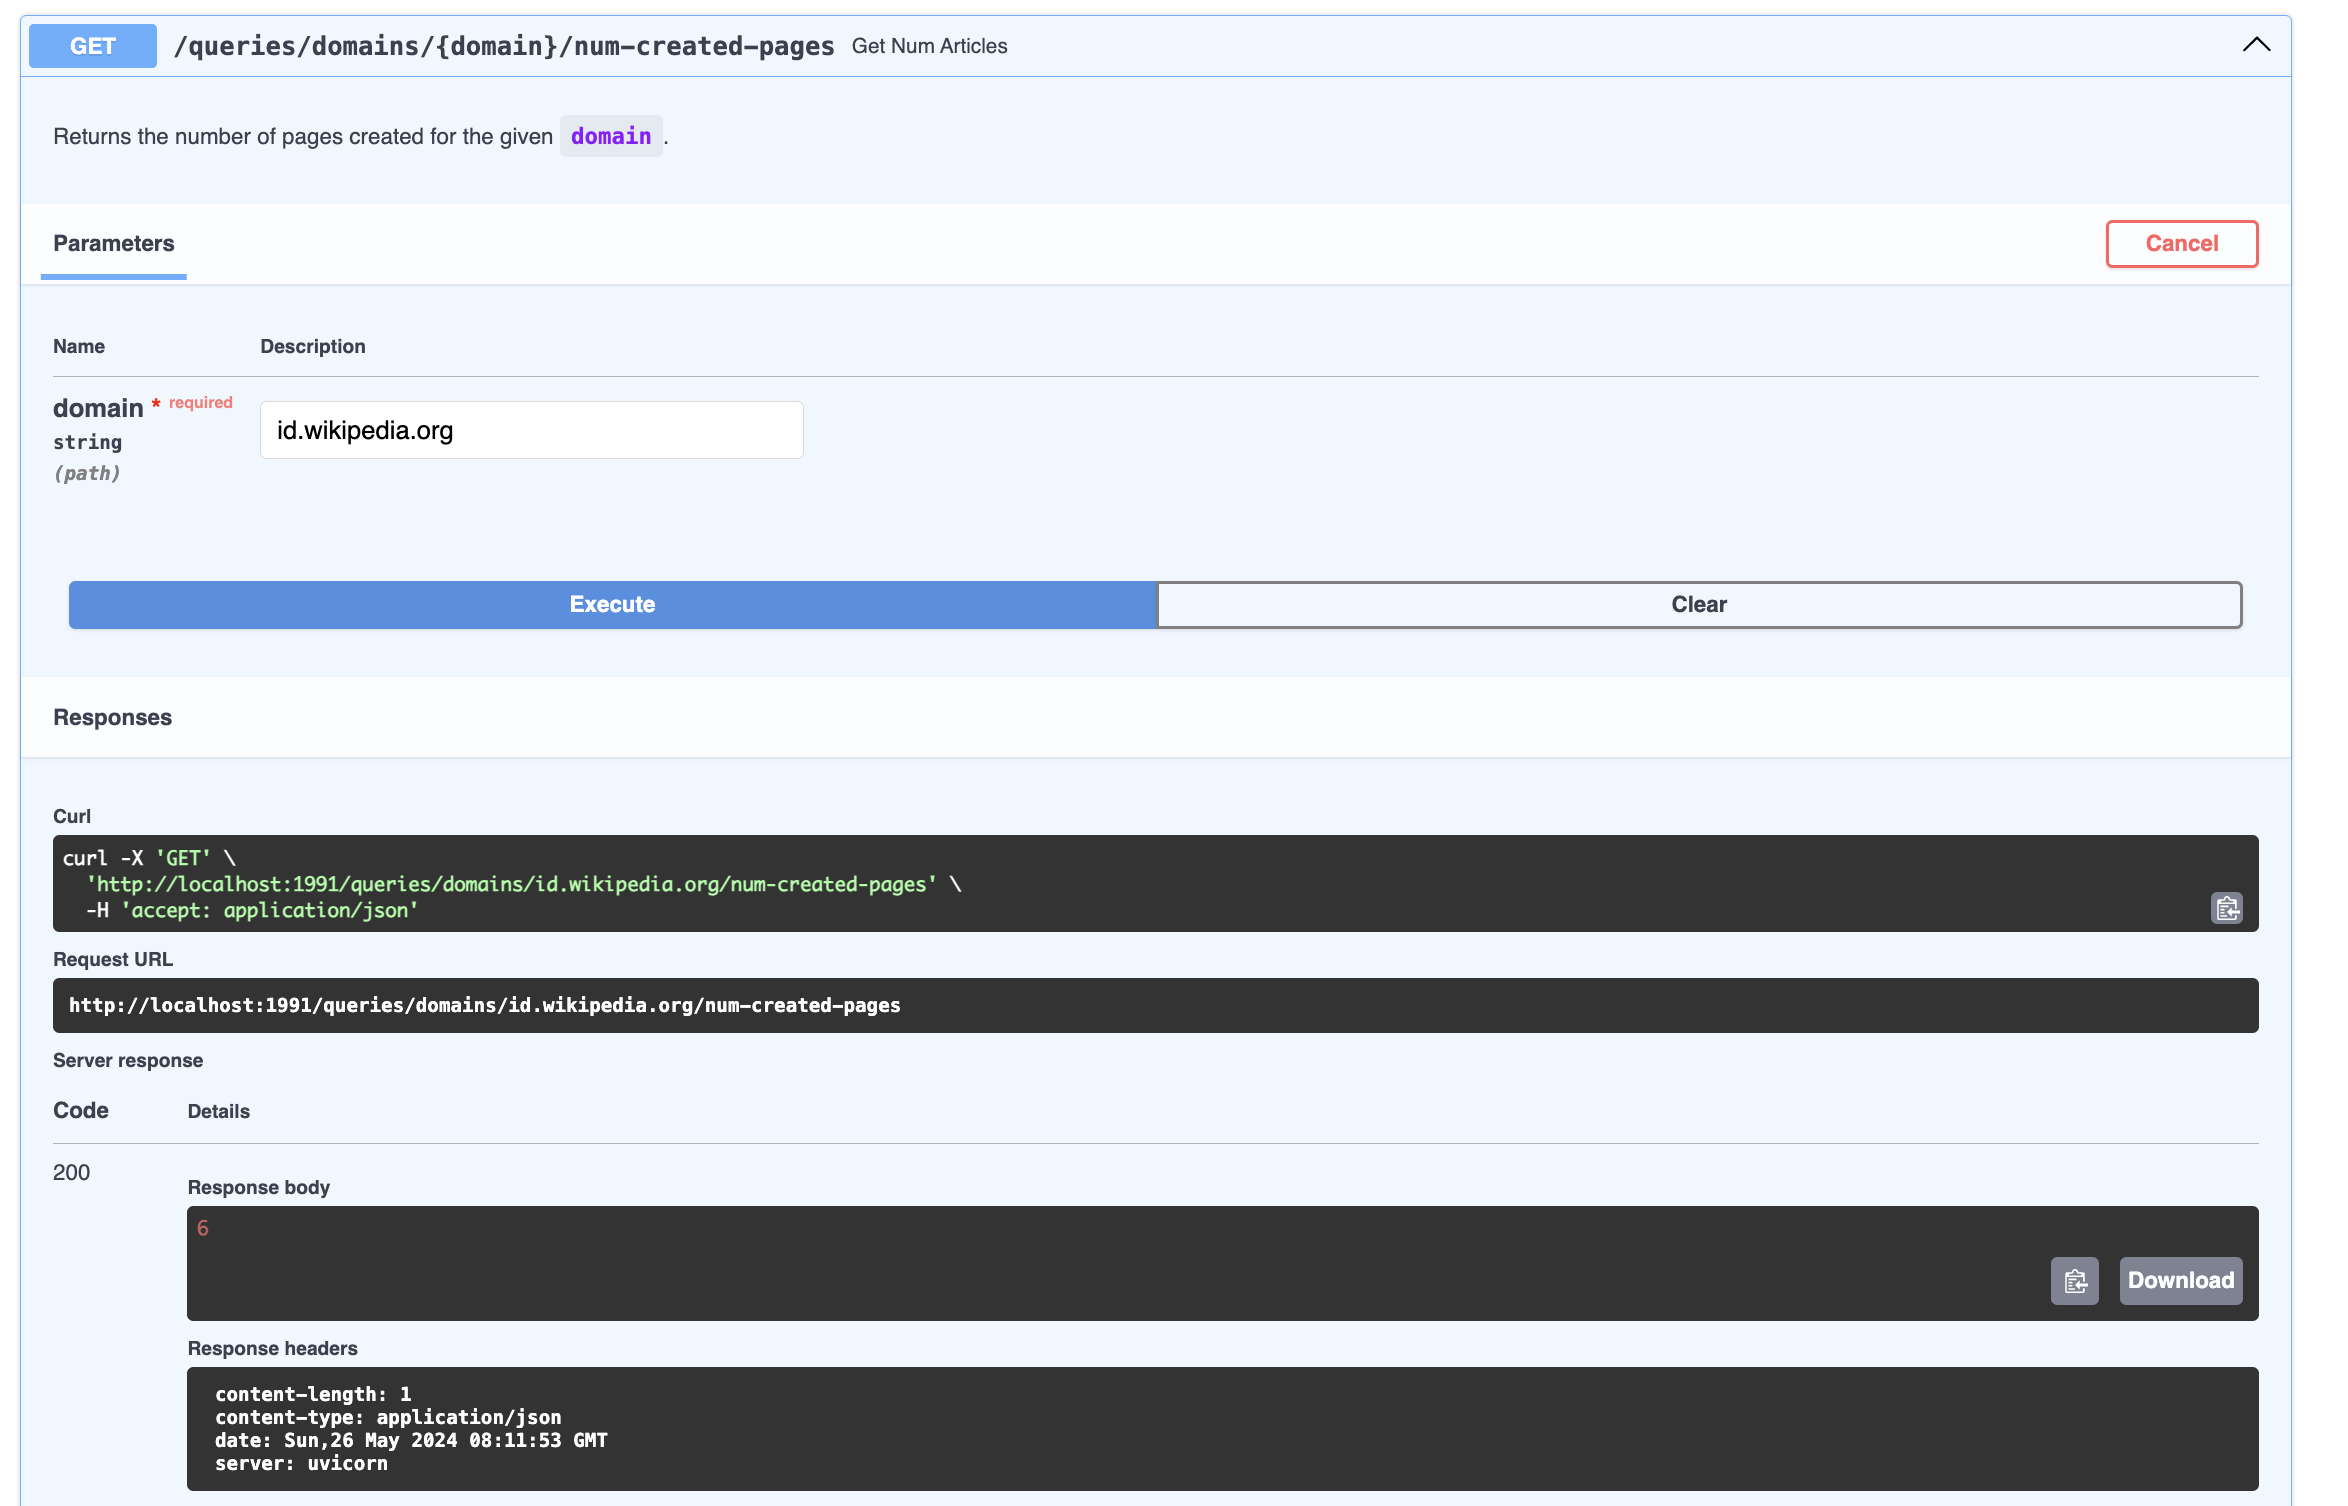 GET /queries/domains/{domain}/num-created-pages Get Num Articles
Returns the number of pages created for the given domain.
Parameters
Cancel
Name Description
domain * required
string
(path)
id.wikipedia.org
Execute Clear
Responses
Curl
curl -X 'GET' \
'http://localhost:1991/queries/domains/id.wikipedia.org/num-created-pages' \
-H 'accept: application/json'
Request URL
http://localhost:1991/queries/domains/id.wikipedia.org/num-created-pages
Server response
Code Details
200
Response body
6
Download
Response headers
content-length: 1
content-type: application/json
date: Sun,26 May 2024 08:11:53 GMT
server: uvicorn